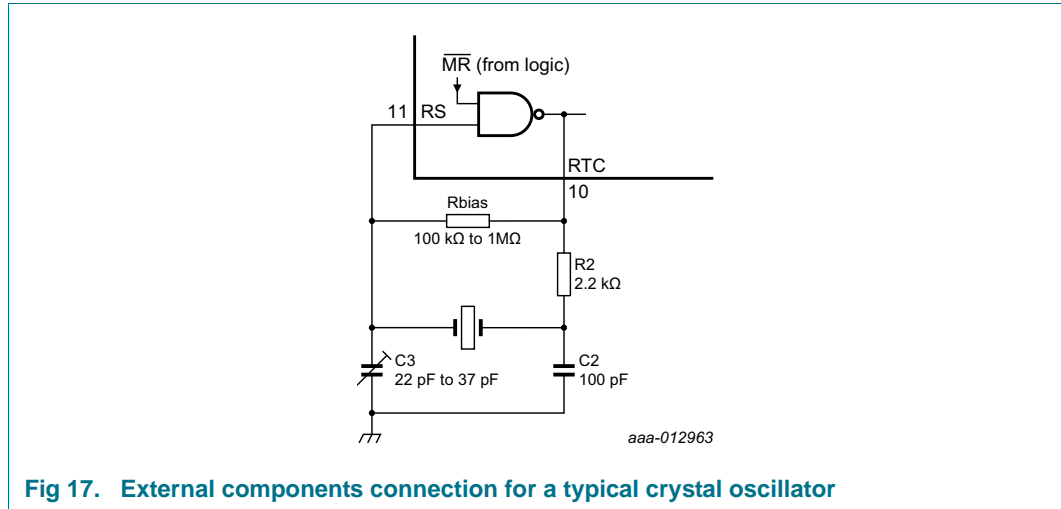 M̅R̅ (from logic)
11 RS
RTC
10
Rbias
100 kΩ to 1MΩ
R2
2.2 kΩ
C3
22 pF to 37 pF
C2
100 pF
aaa-012963
Fig 17. External components connection for a typical crystal oscillator